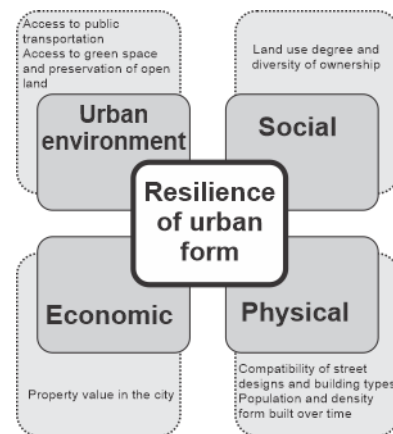 Access to public
transportation
Access to green space
and preservation of open
land
Urban
environment
Land use degree and
diversity of ownership
Social
Resilience
of urban
form
Economic
Property value in the city
Physical
Compatibility of street
designs and building types
Population and density
form built over time